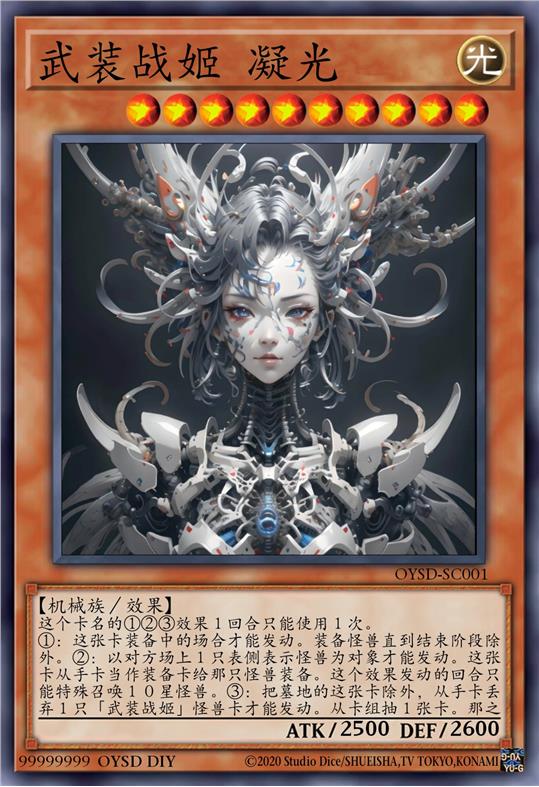 武装战姬 凝光
光
OYSD-SC001
【机械族／效果】
这个卡名的①②③效果１回合只能使用１次。
①：这张卡装备中的场合才能发动。装备怪兽直到结束阶段除
外。②：以对方场上１只表侧表示怪兽为对象才能发动。这张
卡从手卡当作装备卡给那只怪兽装备。这个效果发动的回合只
能特殊召唤１０星怪兽。③：把墓地的这张卡除外，从手卡丢
弃１只「武装战姬」怪兽卡才能发动。从卡组抽１张卡。那之
ATK/2500 DEF/2600
99999999 OYSD DIY
©2020 Studio Dice/SHUEISHA,TV TOKYO,KONAMI